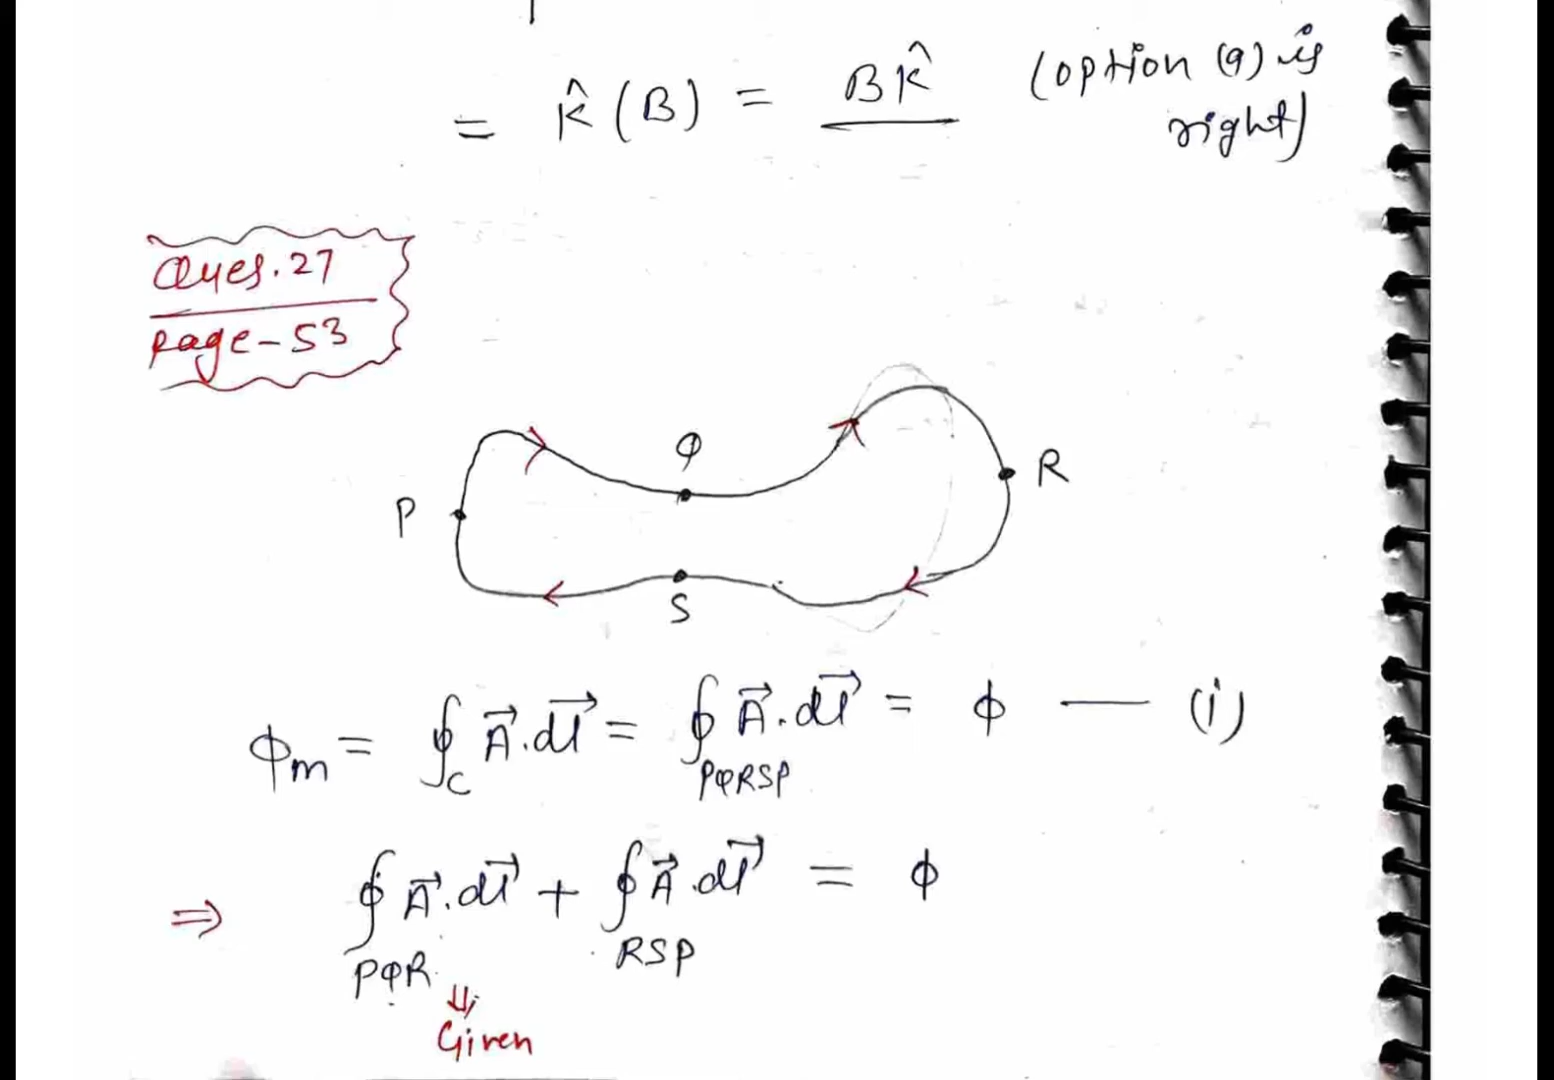 = k̂ (B) = Bk̂ (option (a) is right)
Ques. 27
Page-53
P
Q
R
S
ϕm = ∮C A⃗.dl⃗ = ∮PQRSP A⃗.dl⃗ = ϕ — (i)
⇒ ∮PQR A⃗.dl⃗ + ∮RSP A⃗.dl⃗ = ϕ
⇓
Given